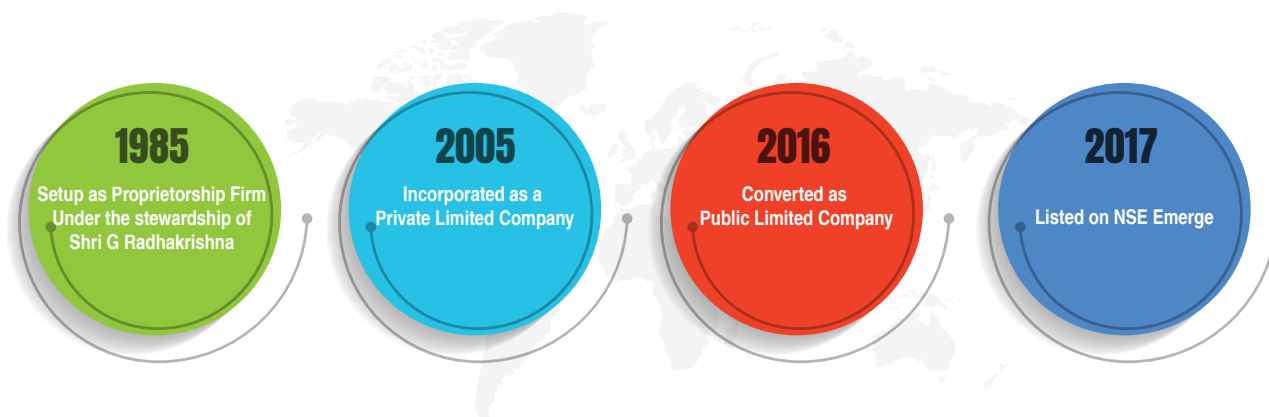 1985
Setup as Proprietorship Firm
Under the stewardship of
Shri G Radhakrishna
2005
Incorporated as a
Private Limited Company
2016
Converted as
Public Limited Company
2017
Listed on NSE Emerge